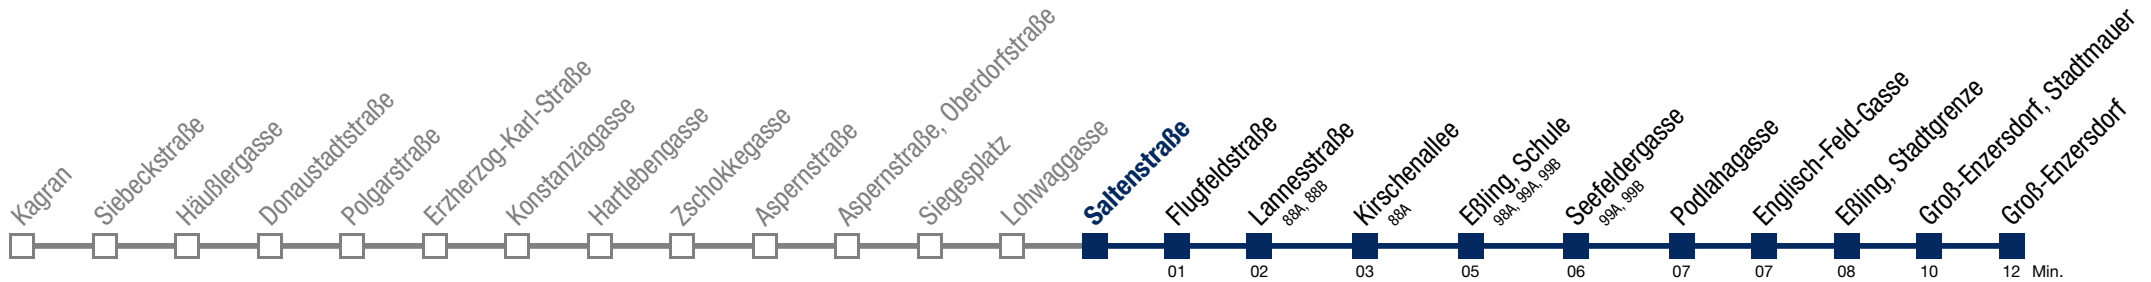 Kagran
Siebeckstraße
Häußlergasse
Donaustadtstraße
Polgarstraße
Erzherzog-Karl-Straße
Konstanziagasse
Hartlebengasse
Zschokkegasse
Aspernstraße
Aspernstraße, Oberdorfstraße
Siegesplatz
Lohwaggasse
Saltenstraße
Flugfeldstraße
Lannesstraße
88A, 88B
Kirschenallee
88A
Eßling, Schule
98A, 99A, 99B
Seefeldergasse
99A, 99B
Podlahagasse
Englisch-Feld-Gasse
Eßling, Stadtgrenze
Groß-Enzersdorf, Stadtmauer
Groß-Enzersdorf
01 02 03 05 06 07 07 08 10 12 Min.